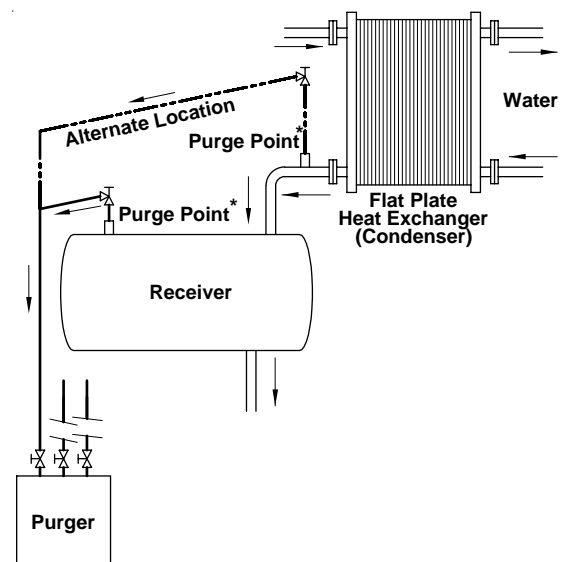 Water
Alternate Location
Purge Point*
Purge Point*
Flat Plate
Heat Exchanger
(Condenser)
Receiver
Purger